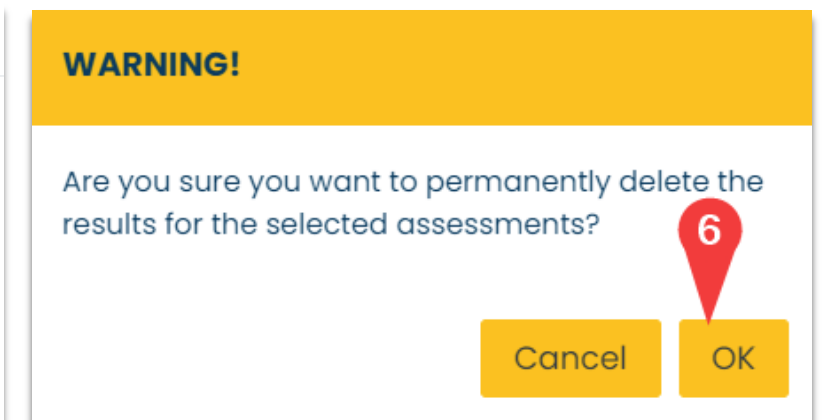 WARNING!
Are you sure you want to permanently delete the
results for the selected assessments?
6
Cancel OK